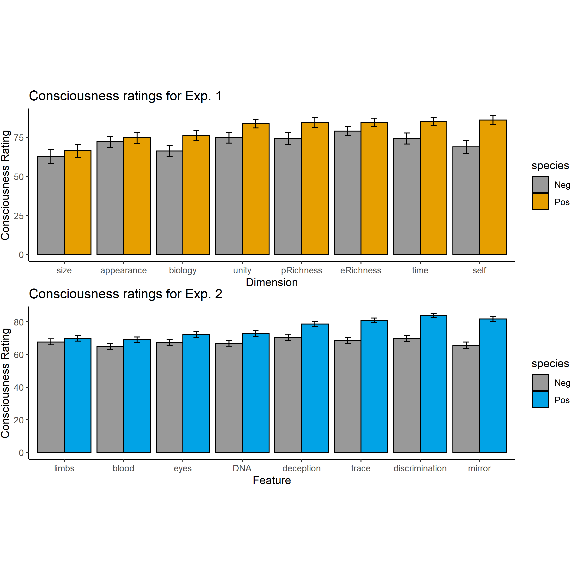 Consciousness ratings for Exp. 1
Consciousness Rating
75
50
25
0
size appearance biology unity pRichness eRichness time self
Dimension
species
Neg
Pos
Consciousness ratings for Exp. 2
Consciousness Rating
80
60
40
20
0
limbs blood eyes DNA deception trace discrimination mirror
Feature
species
Neg
Pos